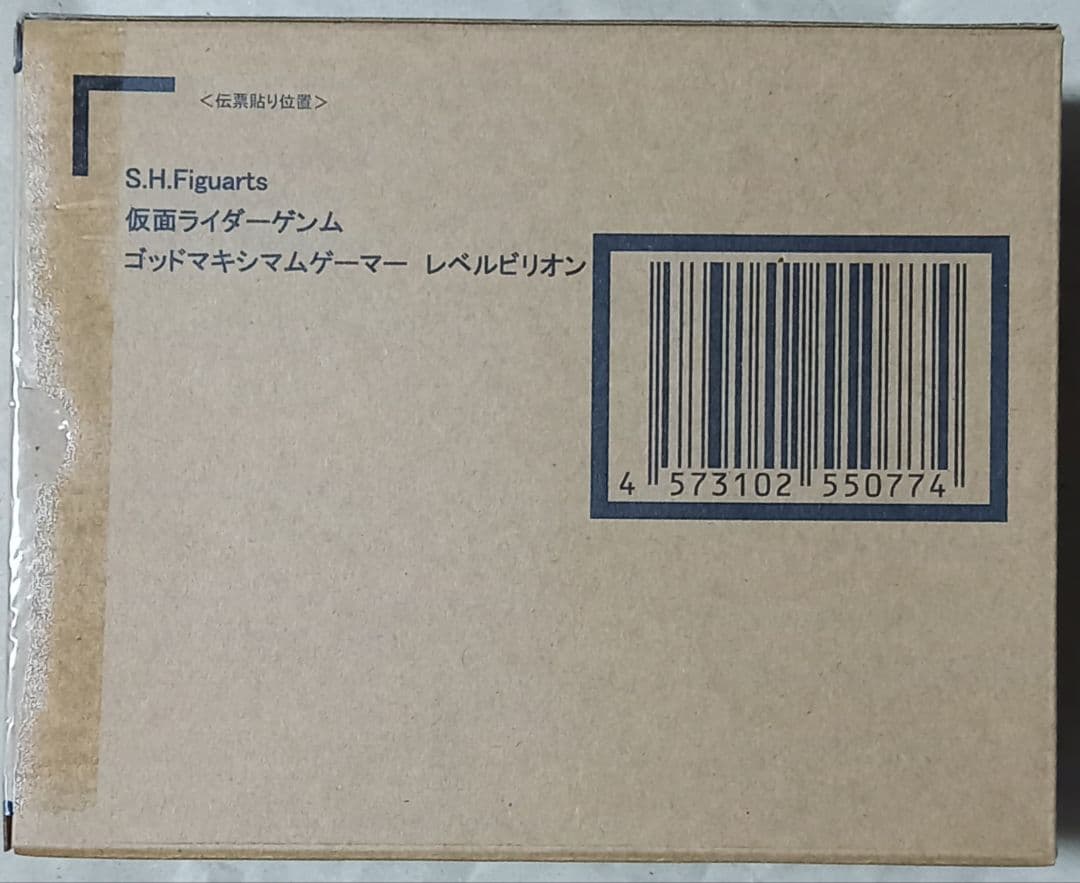 <伝票貼り位置>
S.H.Figuarts
仮面ライダーゲンム
ゴッドマキシマムゲーマー レベルビリオン
4 573102 550774